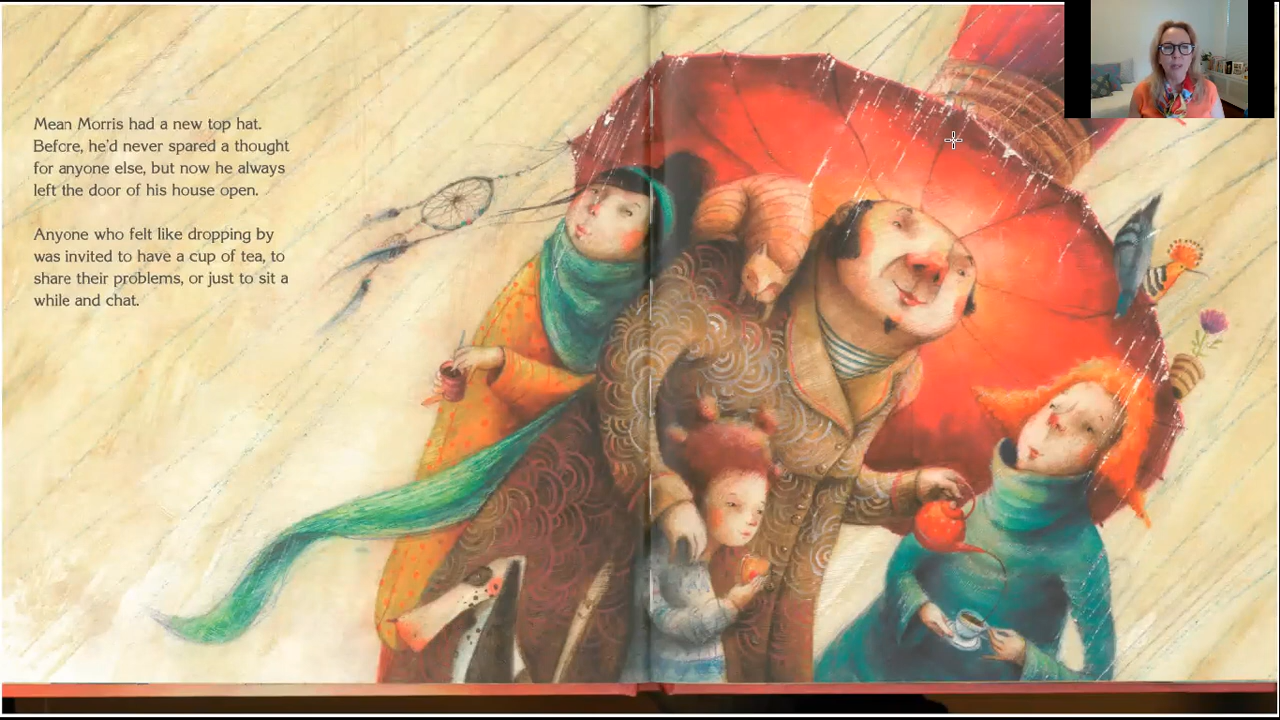 Mean Morris had a new top hat.
Before, he'd never spared a thought
for anyone else, but now he always
left the door of his house open.
Anyone who felt like dropping by
was invited to have a cup of tea, to
share their problems, or just to sit a
while and chat.